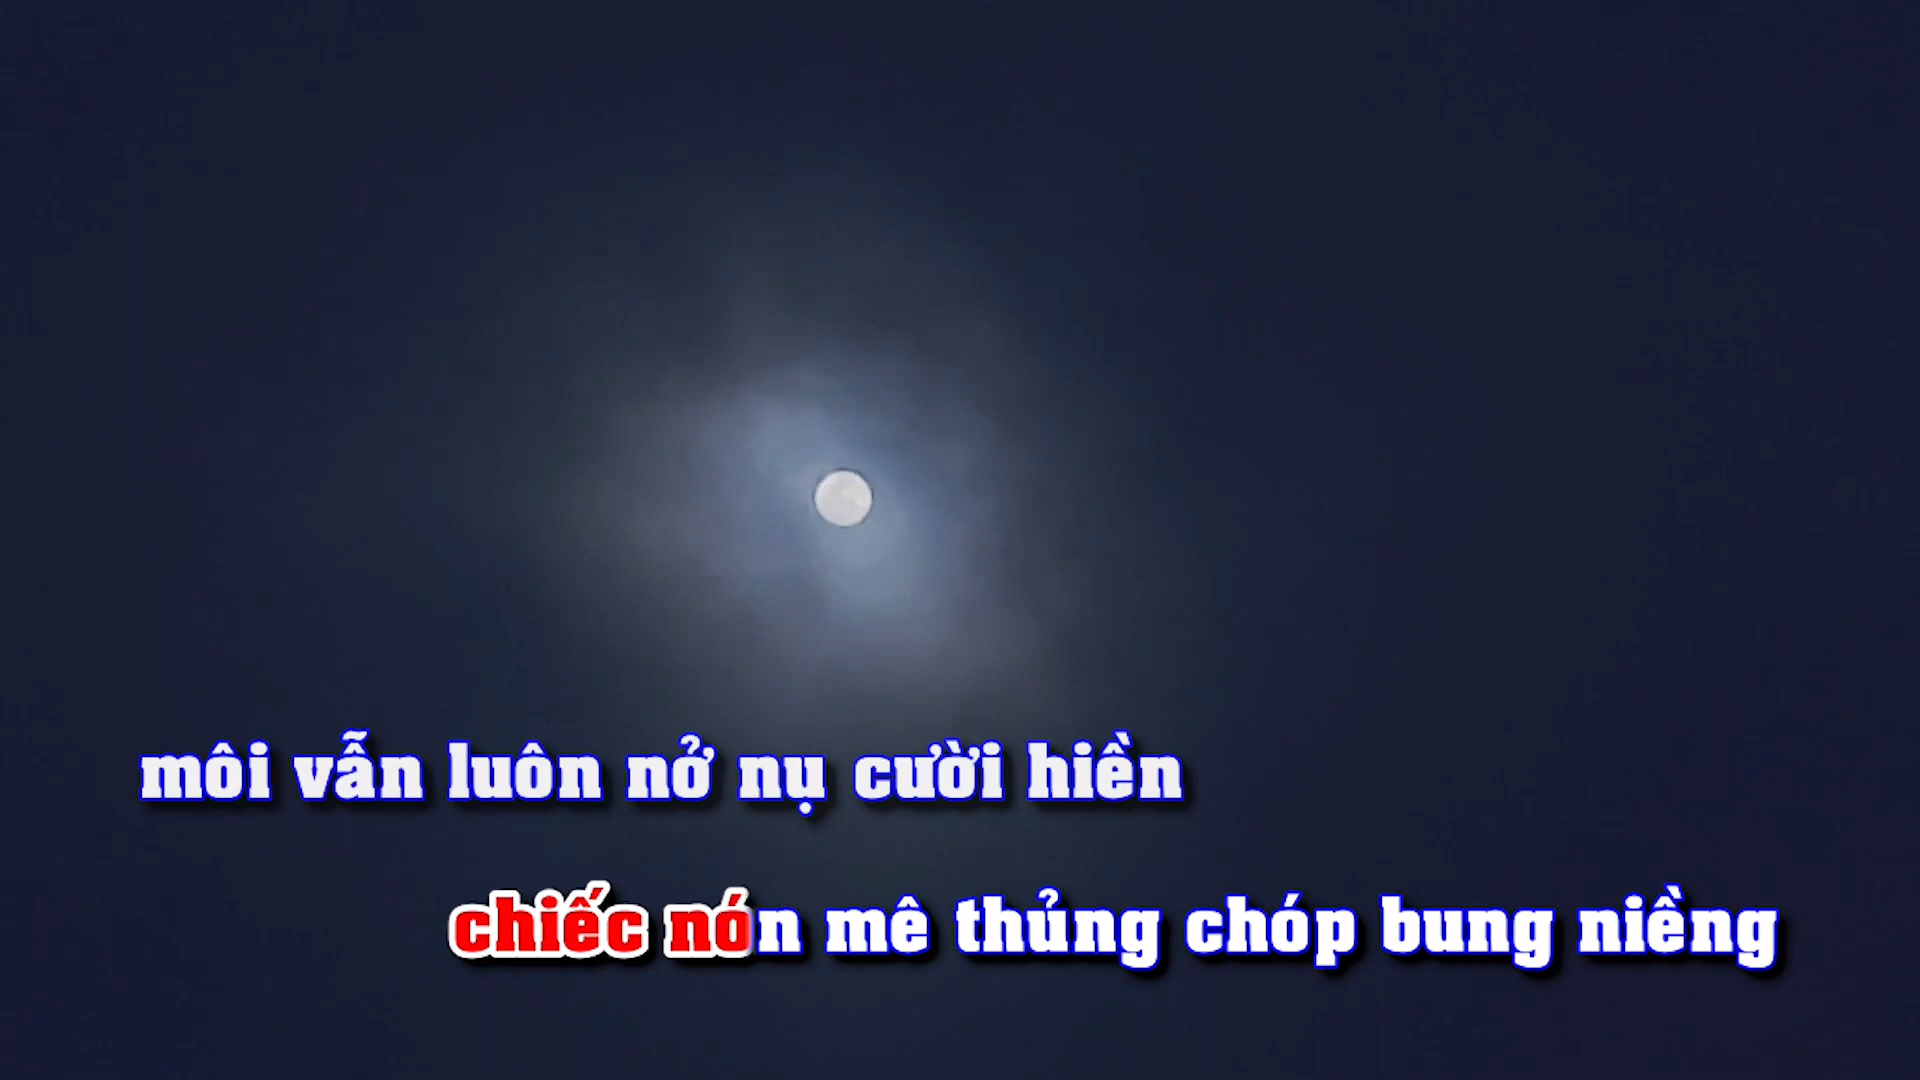 môi vẫn luôn nở nụ cười hiền
chiếc nón mê thủng chóp bung niềng